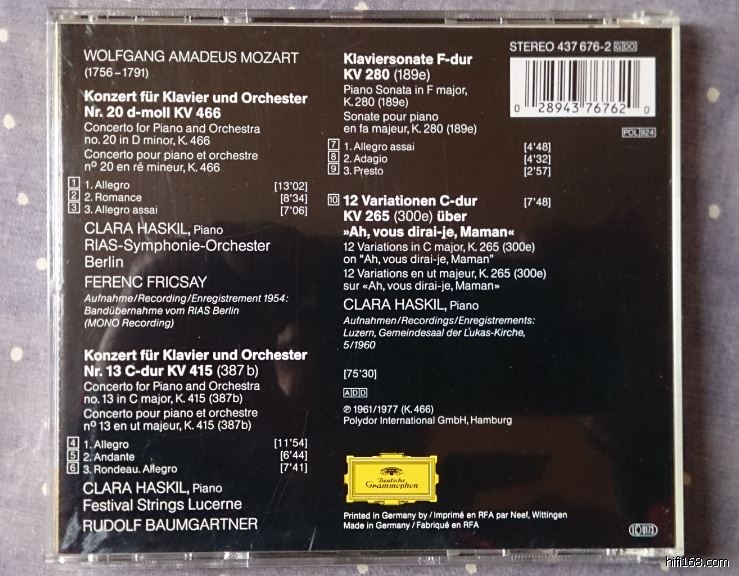 WOLFGANG AMADEUS MOZART
(1756–1791)
Konzert für Klavier und Orchester
Nr. 20 d-moll KV 466
Concerto for Piano and Orchestra
no. 20 in D minor, K. 466
Concerto pour piano et orchestre
nº 20 en ré mineur, K. 466
1 1. Allegro [13'02]
2 2. Romance [8'34]
3 3. Allegro assai [7'06]
CLARA HASKIL, Piano
RIAS-Symphonie-Orchester
Berlin
FERENC FRICSAY
Aufnahme/Recording/Enregistrement 1954:
Bandübernahme vom RIAS Berlin
(MONO Recording)
Konzert für Klavier und Orchester
Nr. 13 C-dur KV 415 (387 b)
Concerto for Piano and Orchestra
no. 13 in C major, K. 415 (387b)
Concerto pour piano et orchestre
nº 13 en ut majeur, K. 415 (387b)
4 1. Allegro [11'54]
5 2. Andante [6'44]
6 3. Rondeau. Allegro [7'41]
CLARA HASKIL, Piano
Festival Strings Lucerne
RUDOLF BAUMGARTNER
Klaviersonate F-dur
KV 280 (189e)
Piano Sonata in F major,
K. 280 (189e)
Sonate pour piano
en fa majeur, K. 280 (189e)
7 1. Allegro assai [4'48]
8 2. Adagio [4'32]
9 3. Presto [2'57]
10 12 Variationen C-dur [7'48]
KV 265 (300e) über
»Ah, vous dirai-je, Maman«
12 Variations in C major, K. 265 (300e)
on "Ah, vous dirai-je, Maman"
12 Variations en ut majeur, K. 265 (300e)
sur «Ah, vous dirai-je, Maman»
CLARA HASKIL, Piano
Aufnahmen/Recordings/Enregistrements:
Luzern, Gemeindesaal der Lukas-Kirche,
5/1960
[75'30]
ADD
℗ 1961/1977 (K. 466)
Polydor International GmbH, Hamburg
Deutsche
Grammophon
Printed in Germany by / Imprimé en RFA par Neef, Wittingen
Made in Germany / Fabriqué en RFA
STEREO 437 676-2 GDO
0 28943 76762 0
POL 924
hifi168.com